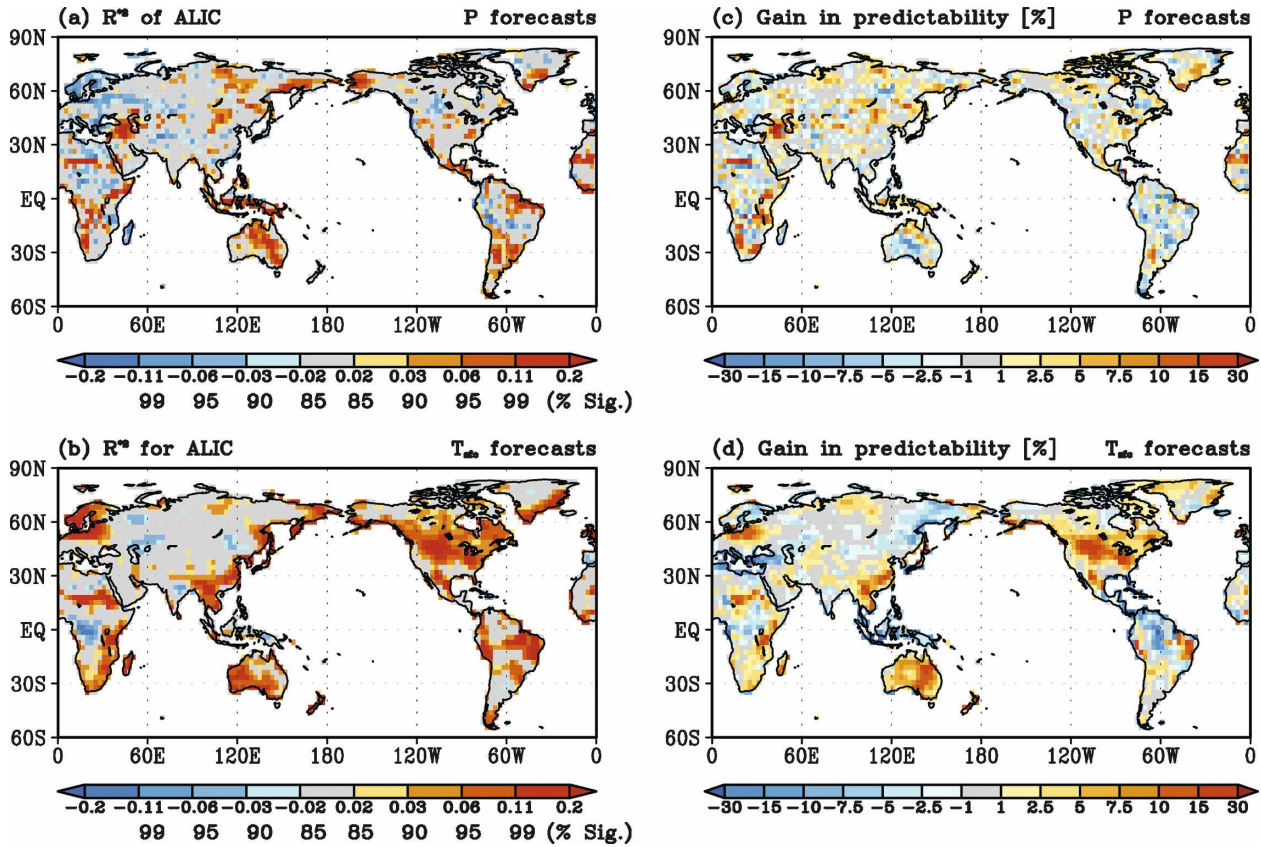 (a) R*2 of ALIC P forecasts
90N
60N
30N
EQ
30S
60S
0 60E 120E 180 120W 60W 0
-0.2 -0.11 -0.06 -0.03 -0.02 0.02 0.03 0.06 0.11 0.2
99 95 90 85 85 90 95 99 (% Sig.)
(c) Gain in predictability [%] P forecasts
90N
60N
30N
EQ
30S
60S
0 60E 120E 180 120W 60W 0
-30 -15 -10 -7.5 -5 -2.5 -1 1 2.5 5 7.5 10 15 30
(b) R*2 for ALIC Tsfc forecasts
90N
60N
30N
EQ
30S
60S
0 60E 120E 180 120W 60W 0
-0.2 -0.11 -0.06 -0.03 -0.02 0.02 0.03 0.06 0.11 0.2
99 95 90 85 85 90 95 99 (% Sig.)
(d) Gain in predictability [%] Tsfc forecasts
90N
60N
30N
EQ
30S
60S
0 60E 120E 180 120W 60W 0
-30 -15 -10 -7.5 -5 -2.5 -1 1 2.5 5 7.5 10 15 30